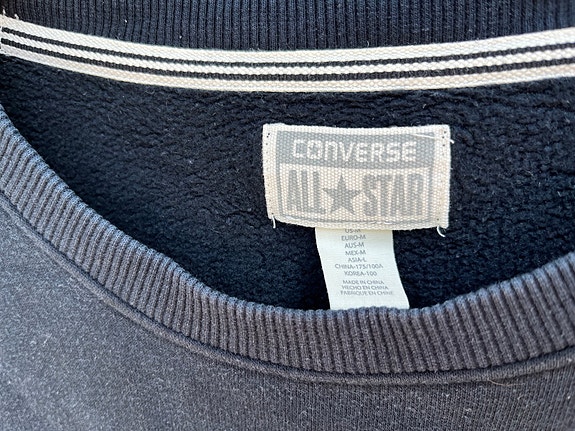 CONVERSE
ALL★STAR
US-M
EURO-M
AUS-M
MEX-M
ASIA-L
CHINA-175/100A
KOREA-100
MADE IN CHINA
HECHO EN CHINA
FABRIQUE EN CHINE